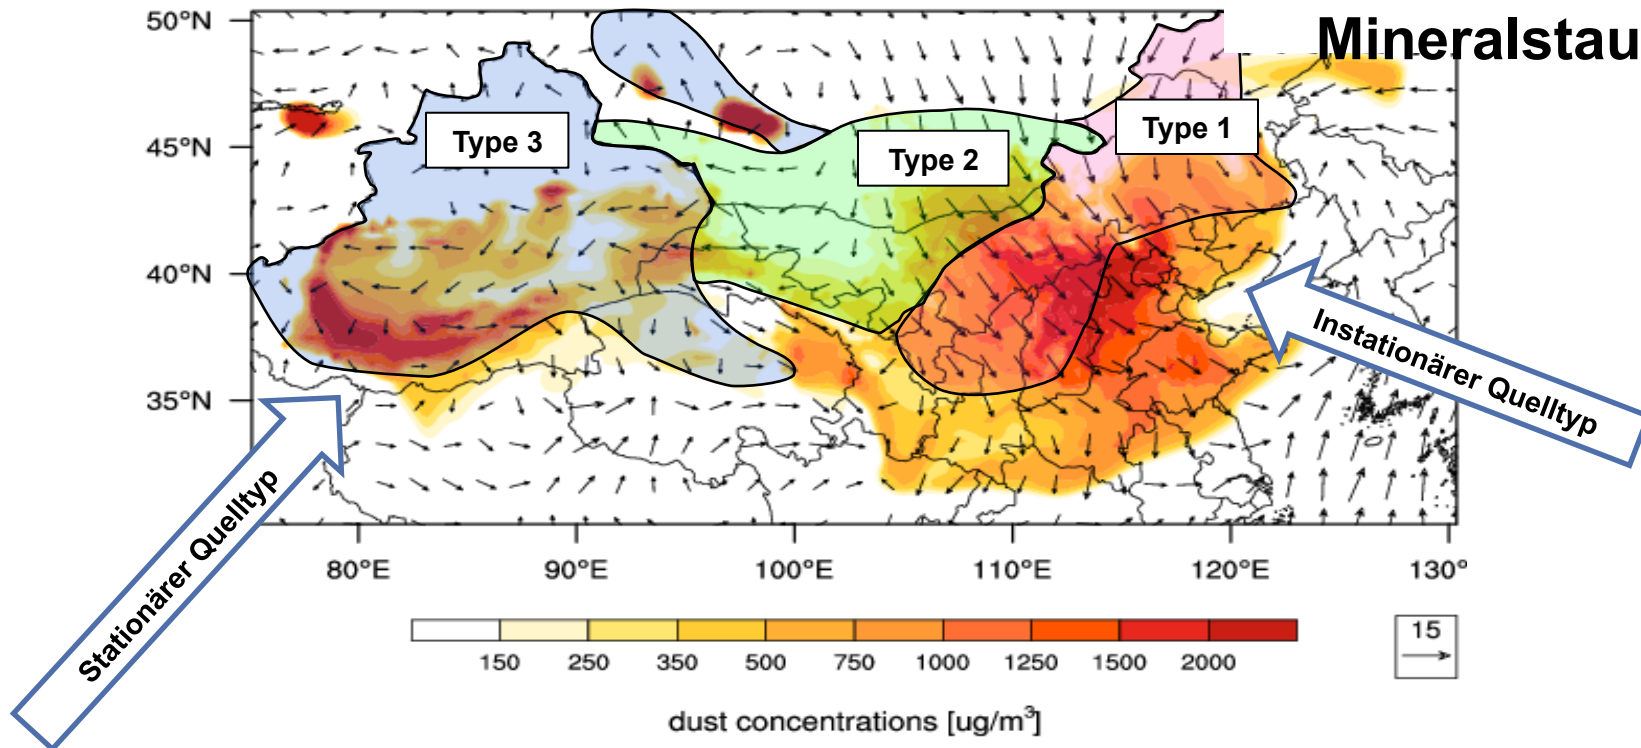 Mineralstau
50°N
45°N
40°N
35°N
Type 3
Type 2
Type 1
Stationärer Quelltyp
Instationärer Quelltyp
80°E 90°E 100°E 110°E 120°E 130°
150 250 350 500 750 1000 1250 1500 2000
15
dust concentrations [ug/m³]